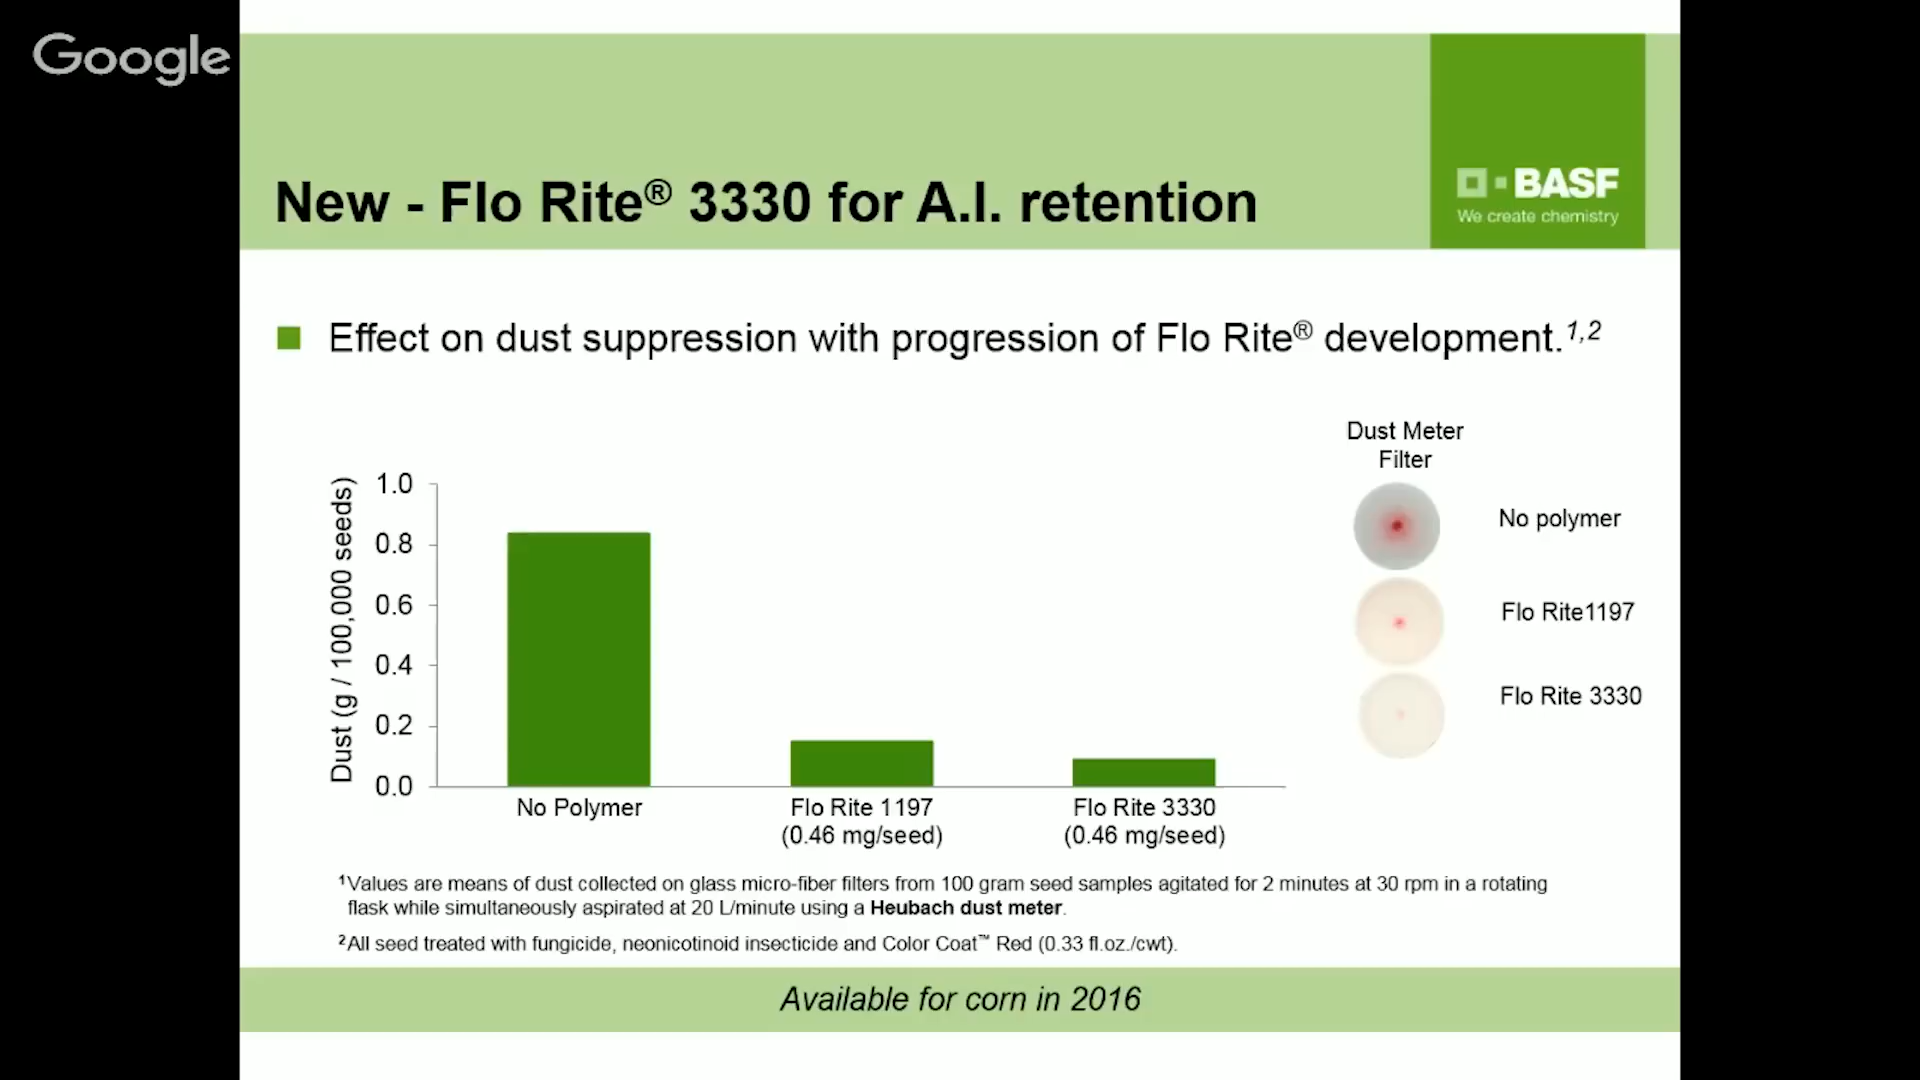 Google
New - Flo Rite® 3330 for A.I. retention
BASF
We create chemistry
Effect on dust suppression with progression of Flo Rite® development.1,2
Dust (g / 100,000 seeds)
1.0
0.8
0.6
0.4
0.2
0.0
No Polymer
Flo Rite 1197
(0.46 mg/seed)
Flo Rite 3330
(0.46 mg/seed)
Dust Meter
Filter
No polymer
Flo Rite1197
Flo Rite 3330
1Values are means of dust collected on glass micro-fiber filters from 100 gram seed samples agitated for 2 minutes at 30 rpm in a rotating
flask while simultaneously aspirated at 20 L/minute using a Heubach dust meter.
2All seed treated with fungicide, neonicotinoid insecticide and Color Coat™ Red (0.33 fl.oz./cwt).
Available for corn in 2016